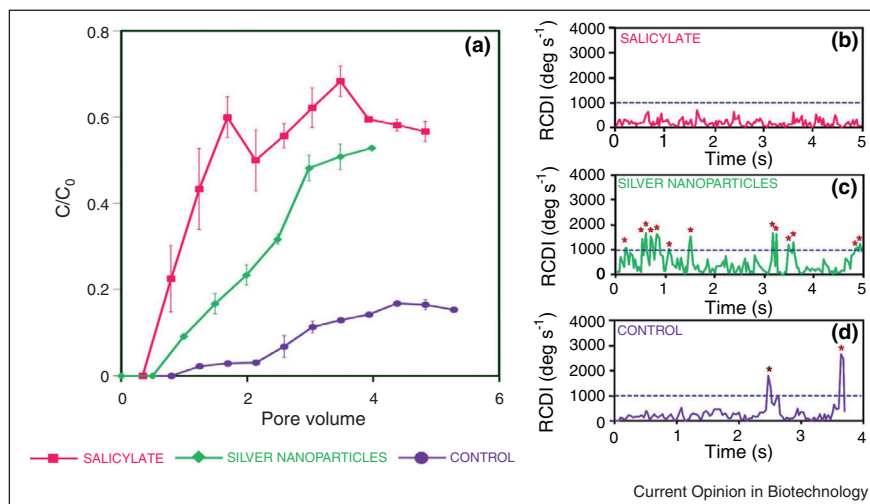 (a)
0.8
0.6
0.4
0.2
0
C/C₀
0 2 4 6
Pore volume
SALICYLATE SILVER NANOPARTICLES CONTROL
(b)
SALICYLATE
4000
3000
2000
1000
0
RCDI (deg s⁻¹)
0 1 2 3 4 5
Time (s)
(c)
SILVER NANOPARTICLES
4000
3000
2000
1000
0
RCDI (deg s⁻¹)
0 1 2 3 4 5
Time (s)
(d)
CONTROL
4000
3000
2000
1000
0
RCDI (deg s⁻¹)
0 1 2 3 4
Time (s)
Current Opinion in Biotechnology